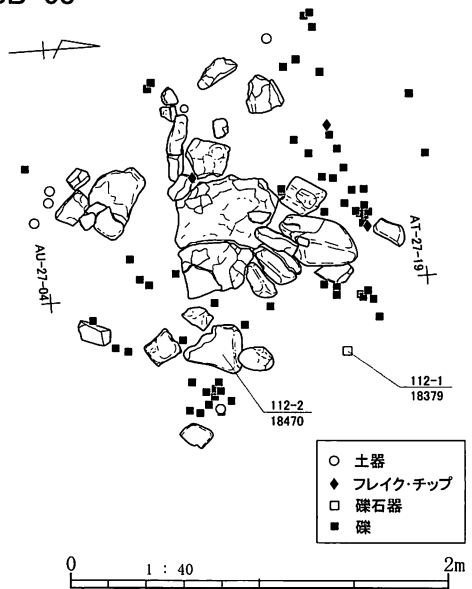 AU-27-04
AT-27-19
112-1
18379
112-2
18470
○ 土器
◆ フレイク・チップ
□ 礫石器
■ 礫
0 1 : 40 2m